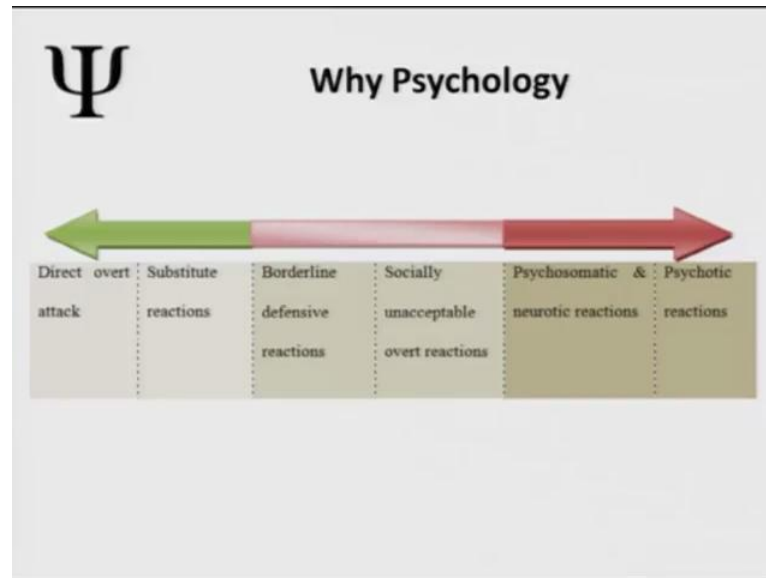 Ψ
Why Psychology
Direct overt
attack
Substitute
reactions
Borderline
defensive
reactions
Socially
unacceptable
overt reactions
Psychosomatic &
neurotic reactions
Psychotic
reactions